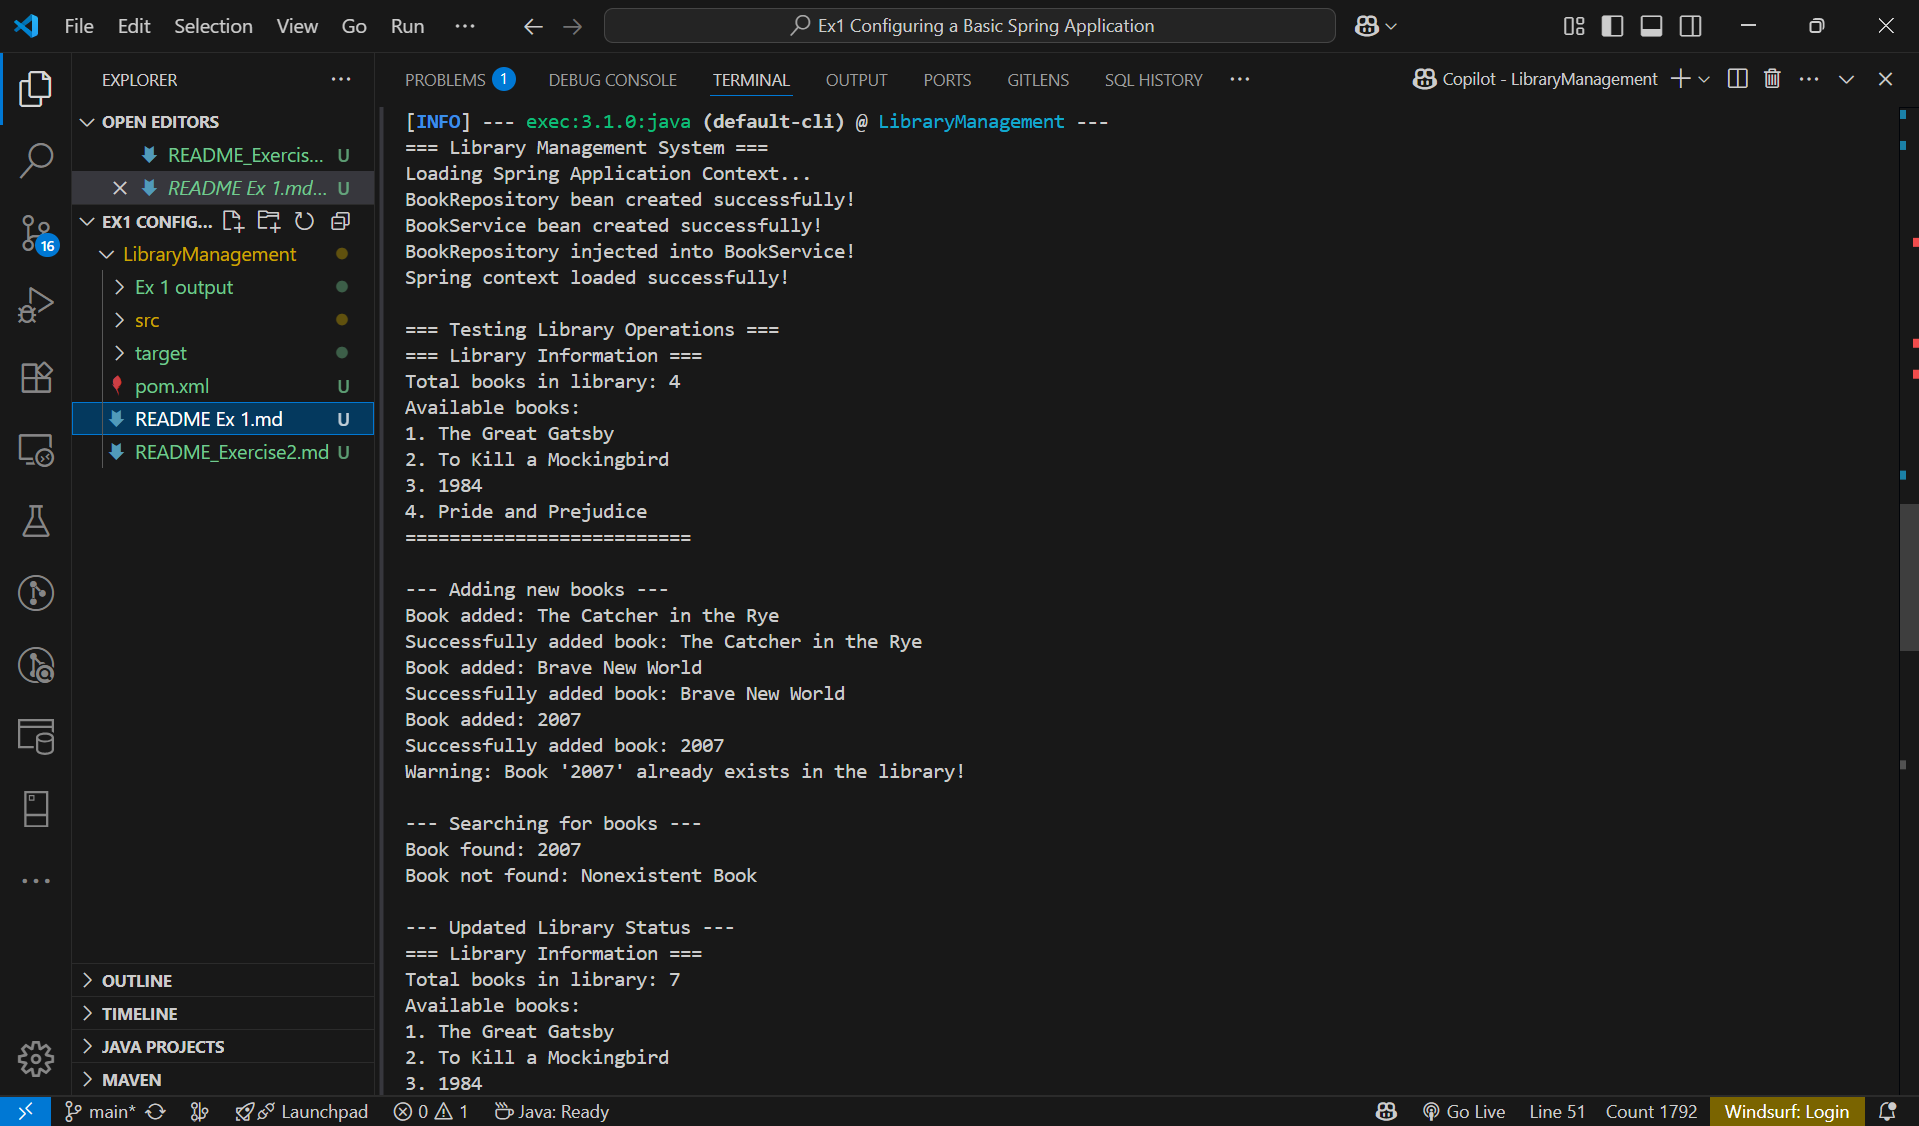 File Edit Selection View Go Run ...
Ex1 Configuring a Basic Spring Application
EXPLORER
OPEN EDITORS
README_Exercis... U
README Ex 1.md... U
EX1 CONFIG...
16
LibraryManagement
Ex 1 output
src
target
pom.xml U
README Ex 1.md U
README_Exercise2.md U
OUTLINE
TIMELINE
JAVA PROJECTS
MAVEN
PROBLEMS 1 DEBUG CONSOLE TERMINAL OUTPUT PORTS GITLENS SQL HISTORY ...
Copilot - LibraryManagement
[INFO] --- exec:3.1.0:java (default-cli) @ LibraryManagement ---
=== Library Management System ===
Loading Spring Application Context...
BookRepository bean created successfully!
BookService bean created successfully!
BookRepository injected into BookService!
Spring context loaded successfully!
=== Testing Library Operations ===
=== Library Information ===
Total books in library: 4
Available books:
1. The Great Gatsby
2. To Kill a Mockingbird
3. 1984
4. Pride and Prejudice
==========================
--- Adding new books ---
Book added: The Catcher in the Rye
Successfully added book: The Catcher in the Rye
Book added: Brave New World
Successfully added book: Brave New World
Book added: 2007
Successfully added book: 2007
Warning: Book '2007' already exists in the library!
--- Searching for books ---
Book found: 2007
Book not found: Nonexistent Book
--- Updated Library Status ---
=== Library Information ===
Total books in library: 7
Available books:
1. The Great Gatsby
2. To Kill a Mockingbird
3. 1984
main* Launchpad 0 1 Java: Ready Go Live Line 51 Count 1792 Windsurf: Login